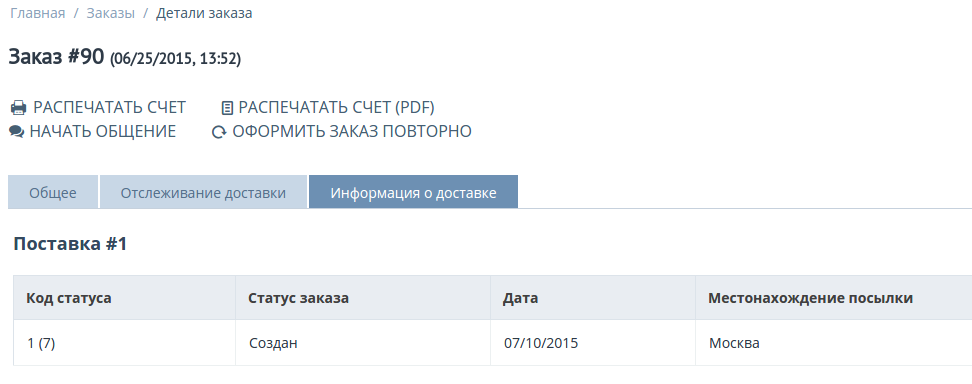 Главная / Заказы / Детали заказа
Заказ #90 (06/25/2015, 13:52)
РАСПЕЧАТАТЬ СЧЕТ РАСПЕЧАТАТЬ СЧЕТ (PDF)
НАЧАТЬ ОБЩЕНИЕ ОФОРМИТЬ ЗАКАЗ ПОВТОРНО
Общее Отслеживание доставки Информация о доставке
Поставка #1
Код статуса Статус заказа Дата Местонахождение посылки
1 (7) Создан 07/10/2015 Москва